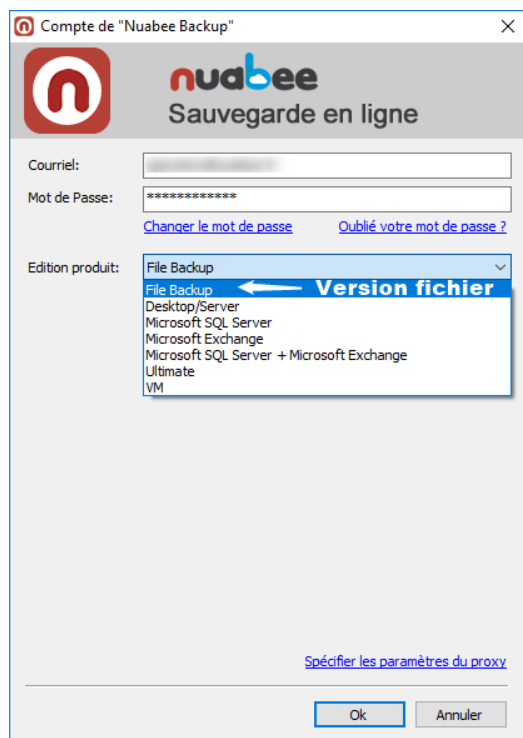 Compte de "Nuabee Backup"
nuabee
Sauvegarde en ligne
Courriel:
Mot de Passe: ************
Changer le mot de passe Oublié votre mot de passe ?
Edition produit: File Backup
File Backup Version fichier
Desktop/Server
Microsoft SQL Server
Microsoft Exchange
Microsoft SQL Server + Microsoft Exchange
Ultimate
VM
Spécifier les paramètres du proxy
Ok Annuler